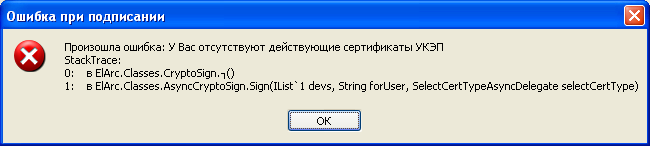 Ошибка при подписании
Произошла ошибка: У Вас отсутствуют действующие сертификаты УКЭП
StackTrace:
0: в ElArc.Classes.CryptoSign.┐()
1: в ElArc.Classes.AsyncCryptoSign.Sign(IList`1 devs, String forUser, SelectCertTypeAsyncDelegate selectCertType)
OK